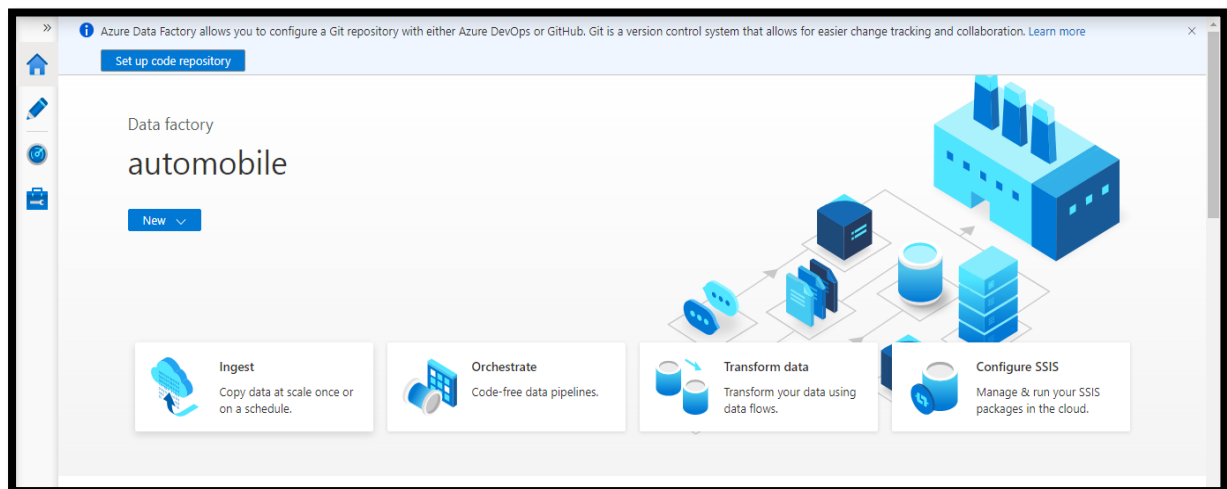 »
Azure Data Factory allows you to configure a Git repository with either Azure DevOps or GitHub. Git is a version control system that allows for easier change tracking and collaboration. Learn more
Set up code repository
Data factory
automobile
New
Ingest
Copy data at scale once or
on a schedule.
Orchestrate
Code-free data pipelines.
Transform data
Transform your data using
data flows.
Configure SSIS
Manage & run your SSIS
packages in the cloud.